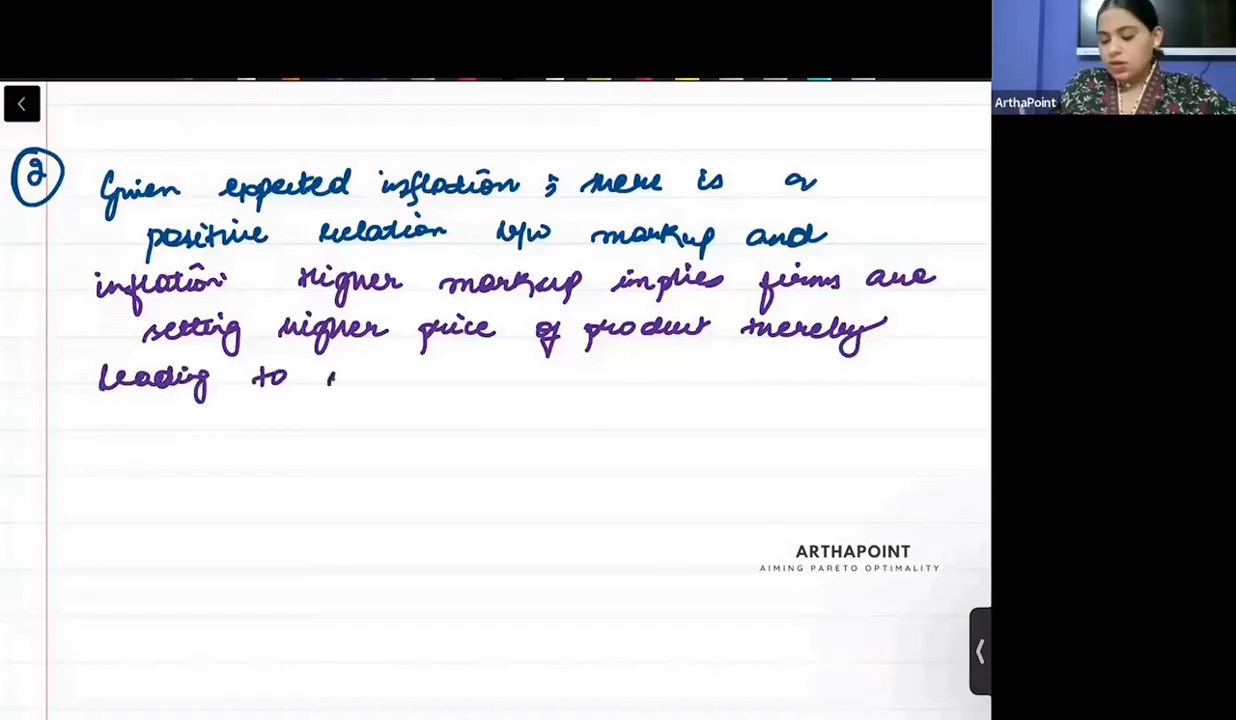 ArthaPoint
2 Given expected inflation ; there is a
positive relation b/w markup and
inflation. Higher markup implies firms are
setting higher price of product thereby
leading to
ARTHAPOINT
AIMING PARETO OPTIMALITY